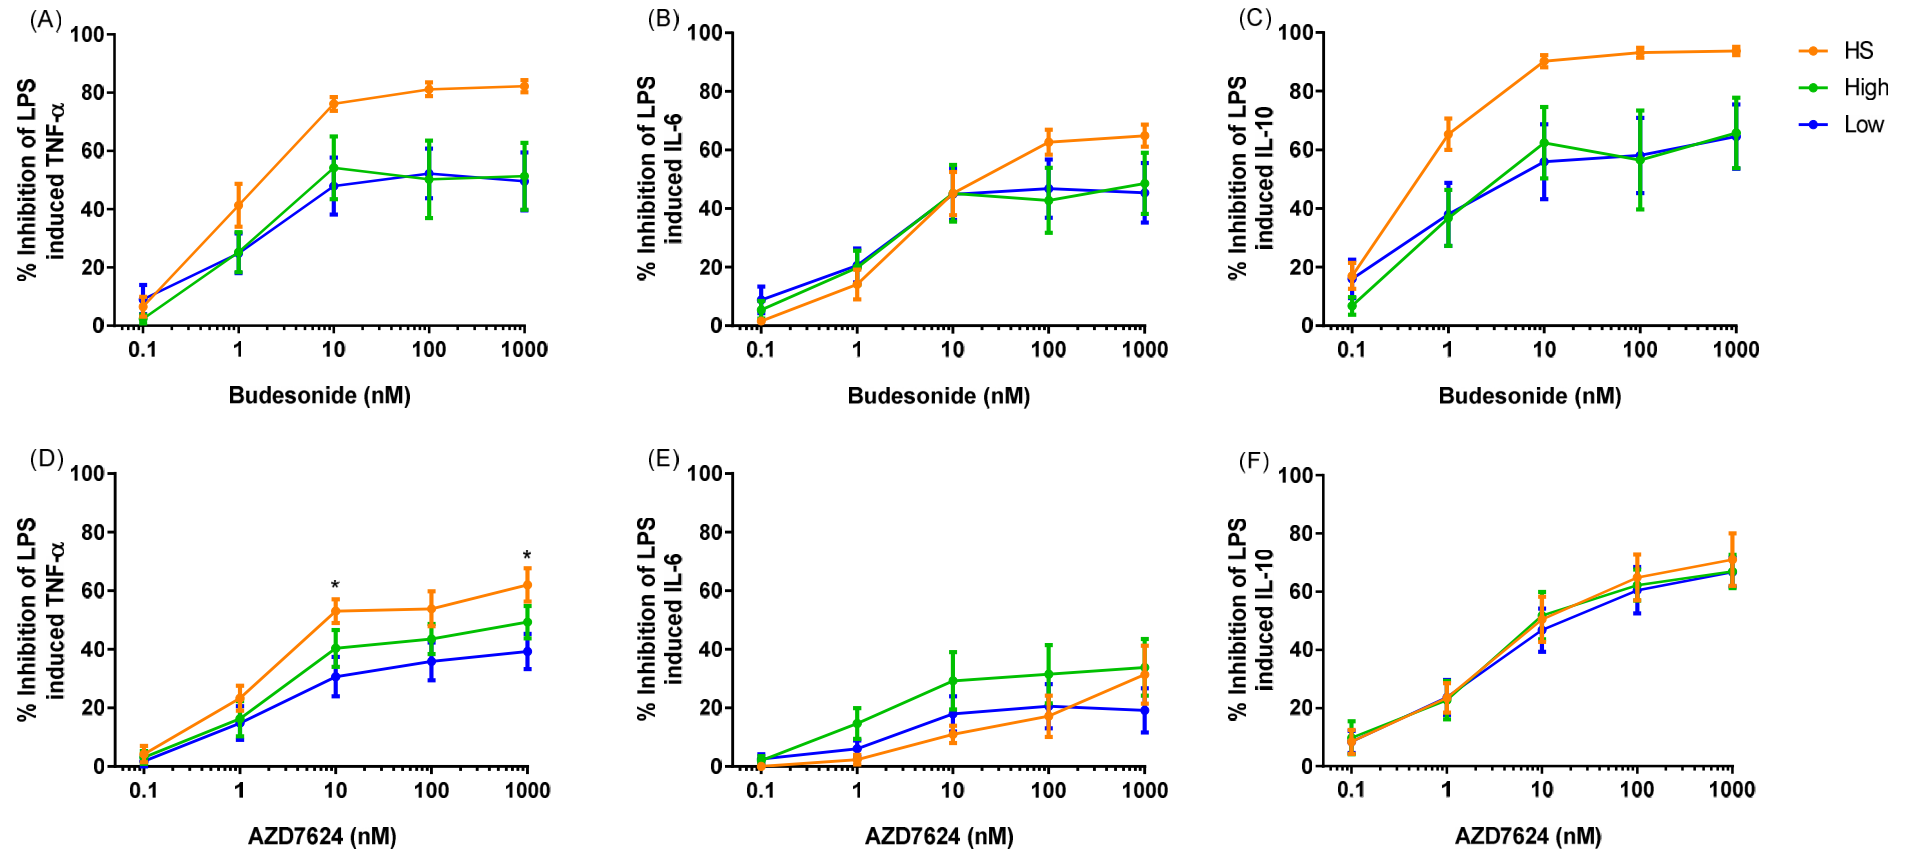 (A)
% Inhibition of LPS
induced TNF-α
100
80
60
40
20
0
0.1 1 10 100 1000
Budesonide (nM)
(B)
% Inhibition of LPS
induced IL-6
100
80
60
40
20
0
0.1 1 10 100 1000
Budesonide (nM)
(C)
% Inhibition of LPS
induced IL-10
100
80
60
40
20
0
0.1 1 10 100 1000
Budesonide (nM)
HS
High
Low
(D)
% Inhibition of LPS
induced TNF-α
100
80
60
40
20
0
* *
0.1 1 10 100 1000
AZD7624 (nM)
(E)
% Inhibition of LPS
induced IL-6
100
80
60
40
20
0
0.1 1 10 100 1000
AZD7624 (nM)
(F)
% Inhibition of LPS
induced IL-10
100
80
60
40
20
0
0.1 1 10 100 1000
AZD7624 (nM)